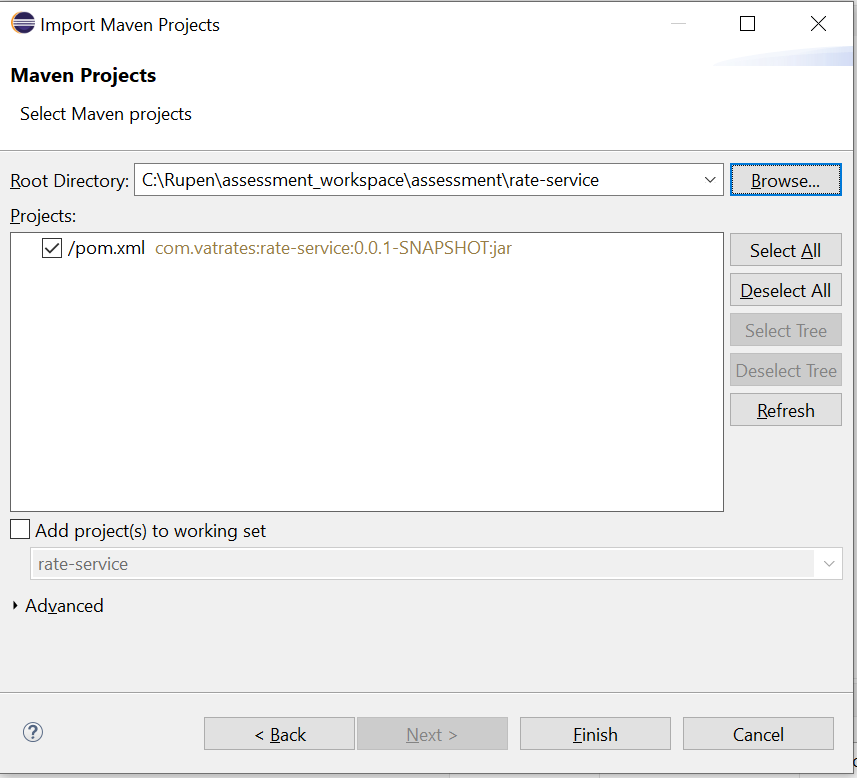 Import Maven Projects
Maven Projects
Select Maven projects
Root Directory: C:\Rupen\assessment_workspace\assessment\rate-service Browse...
Projects:
/pom.xml com.vatrates:rate-service:0.0.1-SNAPSHOT:jar
Select All
Deselect All
Select Tree
Deselect Tree
Refresh
Add project(s) to working set
rate-service
Advanced
? < Back Next > Finish Cancel